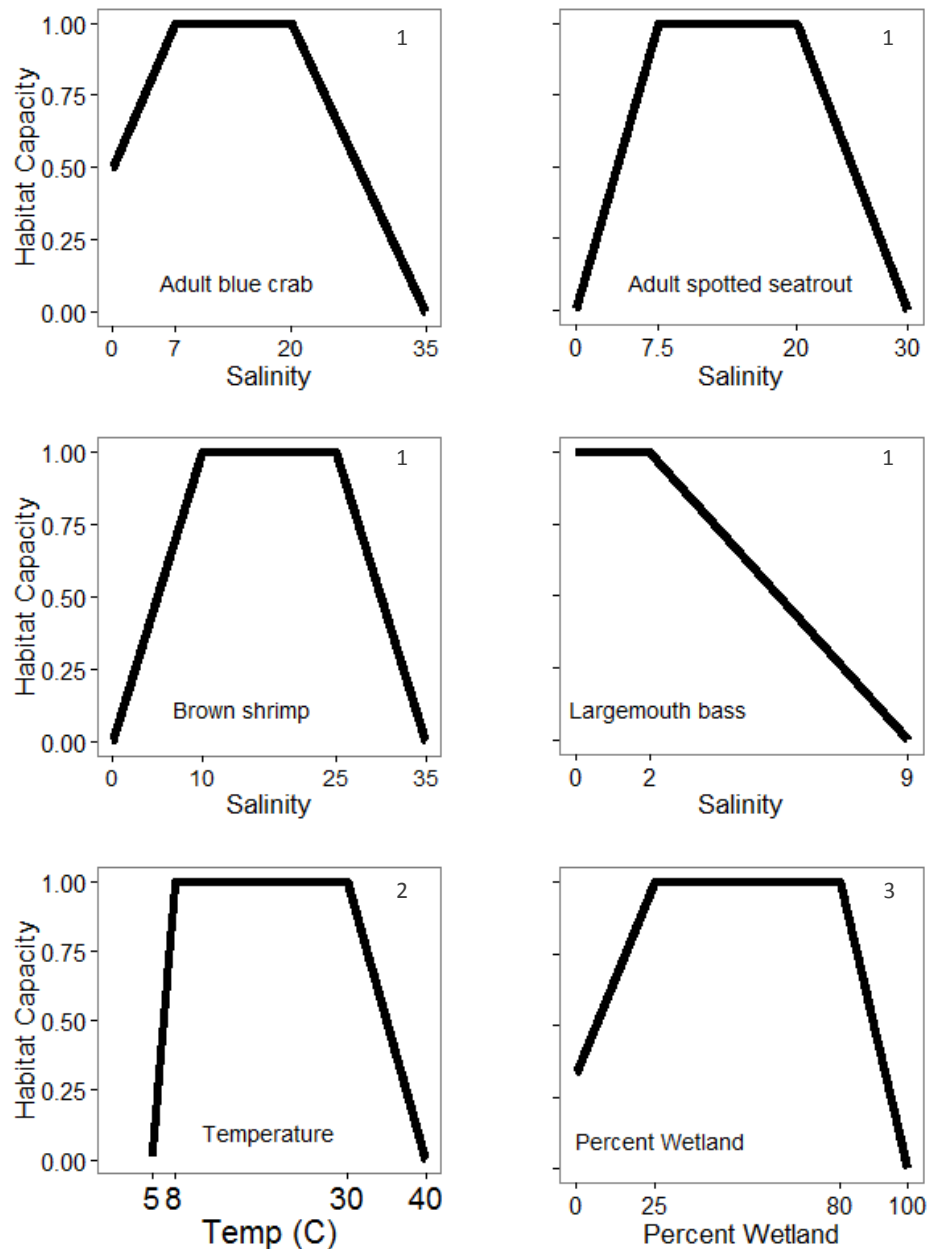 1.00
0.75
0.50
0.25
0.00
Habitat Capacity
1
Adult blue crab
0 7 20 35
Salinity
1
Adult spotted seatrout
0 7.5 20 30
Salinity
1.00
0.75
0.50
0.25
0.00
Habitat Capacity
1
Brown shrimp
0 10 25 35
Salinity
1
Largemouth bass
0 2 9
Salinity
1.00
0.75
0.50
0.25
0.00
Habitat Capacity
2
Temperature
5 8 30 40
Temp (C)
3
Percent Wetland
0 25 80 100
Percent Wetland